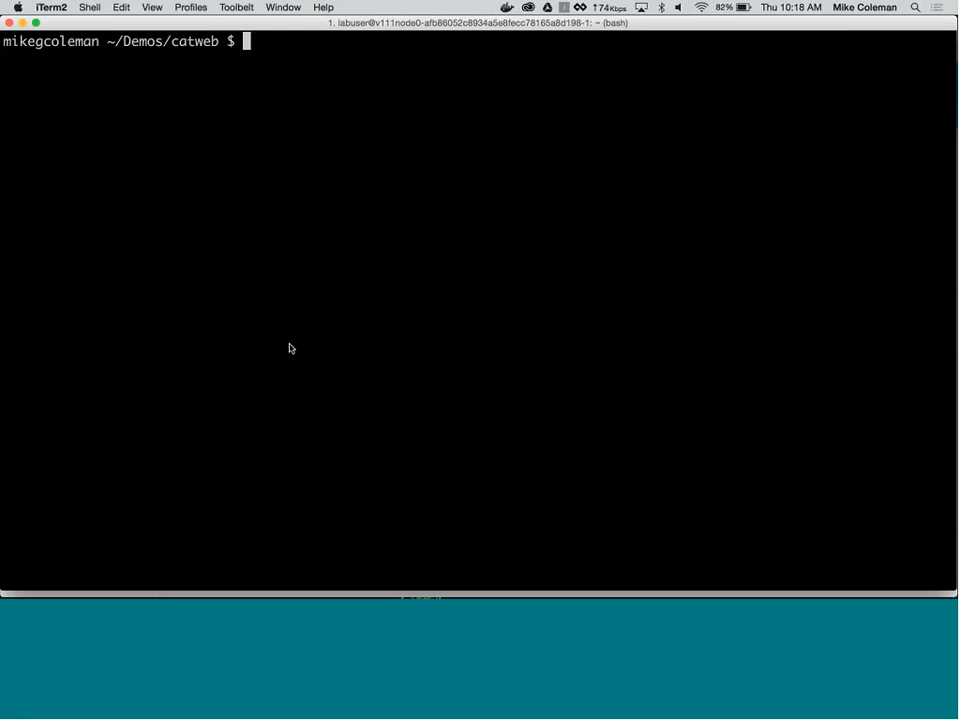 iTerm2 Shell Edit View Profiles Toolbelt Window Help ↑74Kbps 82% Thu 10:18 AM Mike Coleman
1. labuser@v111node0-afb86052c8934a5e8fecc78165a8d198-1: ~ (bash)
mikegcoleman ~/Demos/catweb $